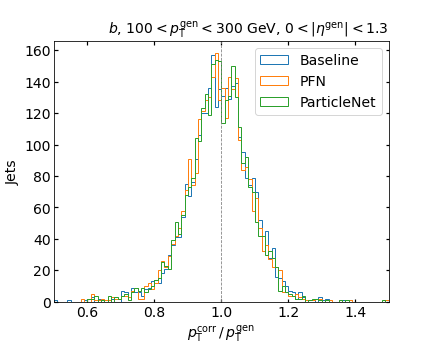 b, 100 < p_T^gen < 300 GeV, 0 < |η^gen| < 1.3
Baseline
PFN
ParticleNet
Jets
160
140
120
100
80
60
40
20
0
0.6 0.8 1.0 1.2 1.4
p_T^corr / p_T^gen